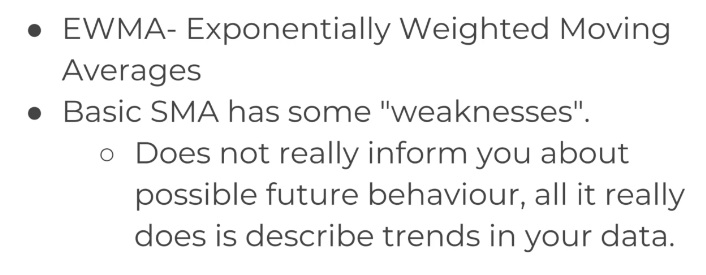 ● EWMA- Exponentially Weighted Moving
Averages
● Basic SMA has some "weaknesses".
○ Does not really inform you about
possible future behaviour, all it really
does is describe trends in your data.